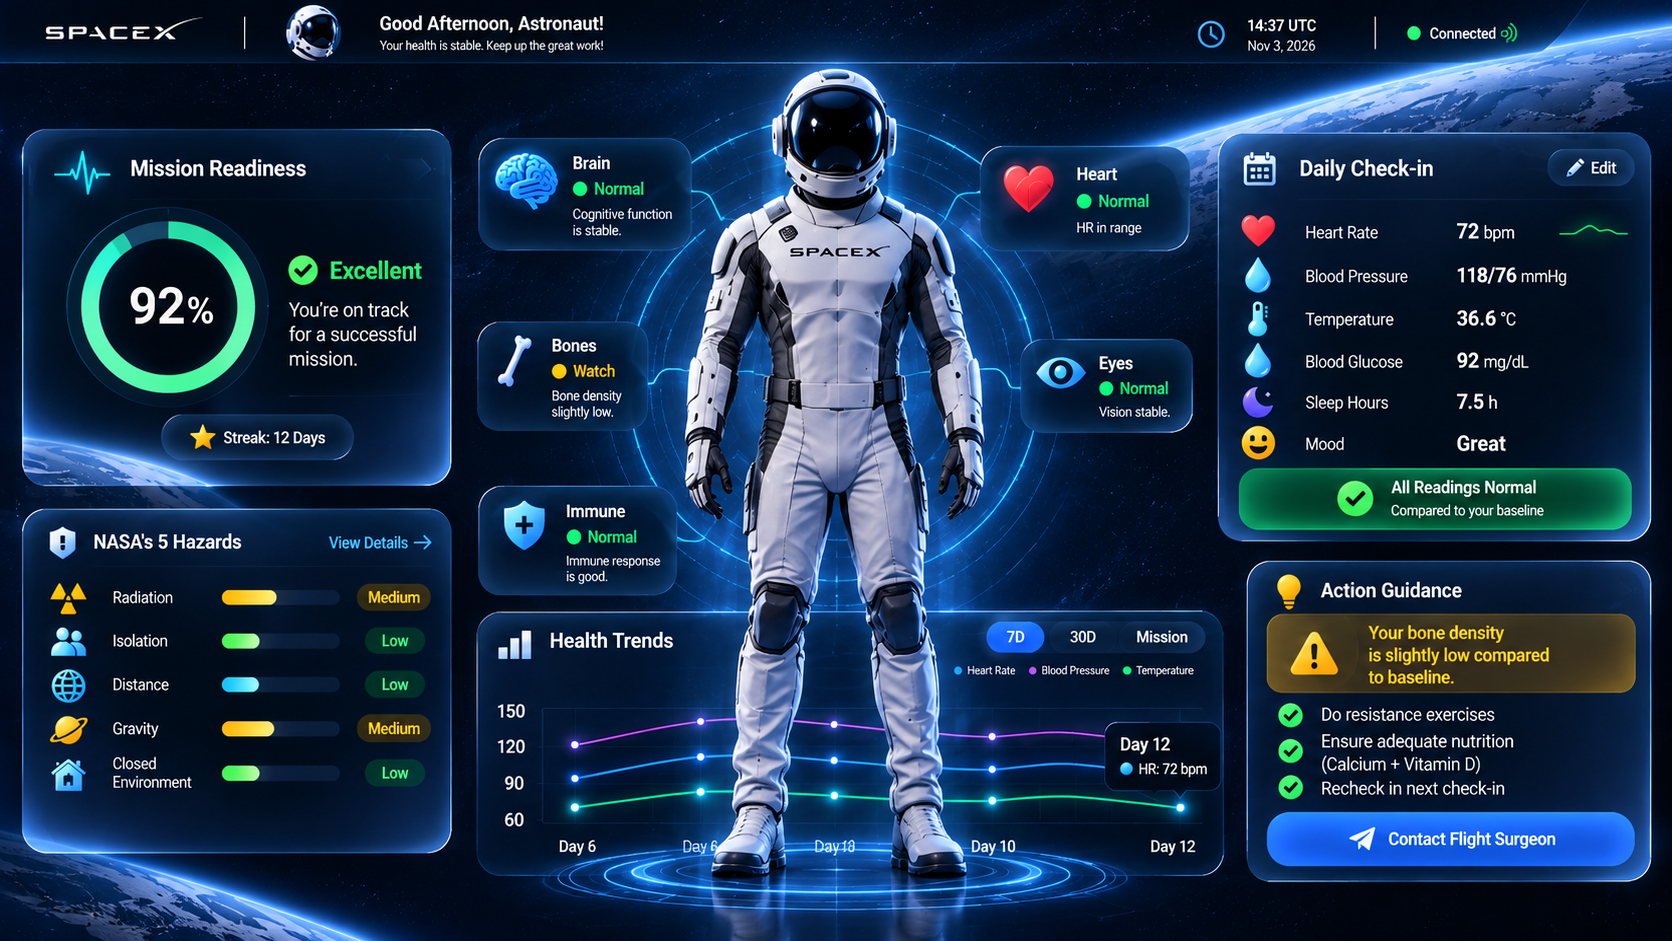 SPACEX
Good Afternoon, Astronaut!
Your health is stable. Keep up the great work!
14:37 UTC
Nov 3, 2026
Connected
Mission Readiness
92%
Excellent
You're on track
for a successful
mission.
Streak: 12 Days
NASA's 5 Hazards
View Details
Radiation
Medium
Isolation
Low
Distance
Low
Gravity
Medium
Closed
Environment
Low
Brain
Normal
Cognitive function
is stable.
Bones
Watch
Bone density
slightly low.
Immune
Normal
Immune response
is good.
SPACEX
Heart
Normal
HR in range
Eyes
Normal
Vision stable.
Health Trends
7D
30D
Mission
Heart Rate
Blood Pressure
Temperature
150
120
90
60
Day 12
HR: 72 bpm
Day 6
Day 6
Day
Day 10
Day 12
Daily Check-in
Edit
Heart Rate
72 bpm
Blood Pressure
118/76 mmHg
Temperature
36.6 °C
Blood Glucose
92 mg/dL
Sleep Hours
7.5 h
Mood
Great
All Readings Normal
Compared to your baseline
Action Guidance
Your bone density
is slightly low compared
to baseline.
Do resistance exercises
Ensure adequate nutrition
(Calcium + Vitamin D)
Recheck in next check-in
Contact Flight Surgeon